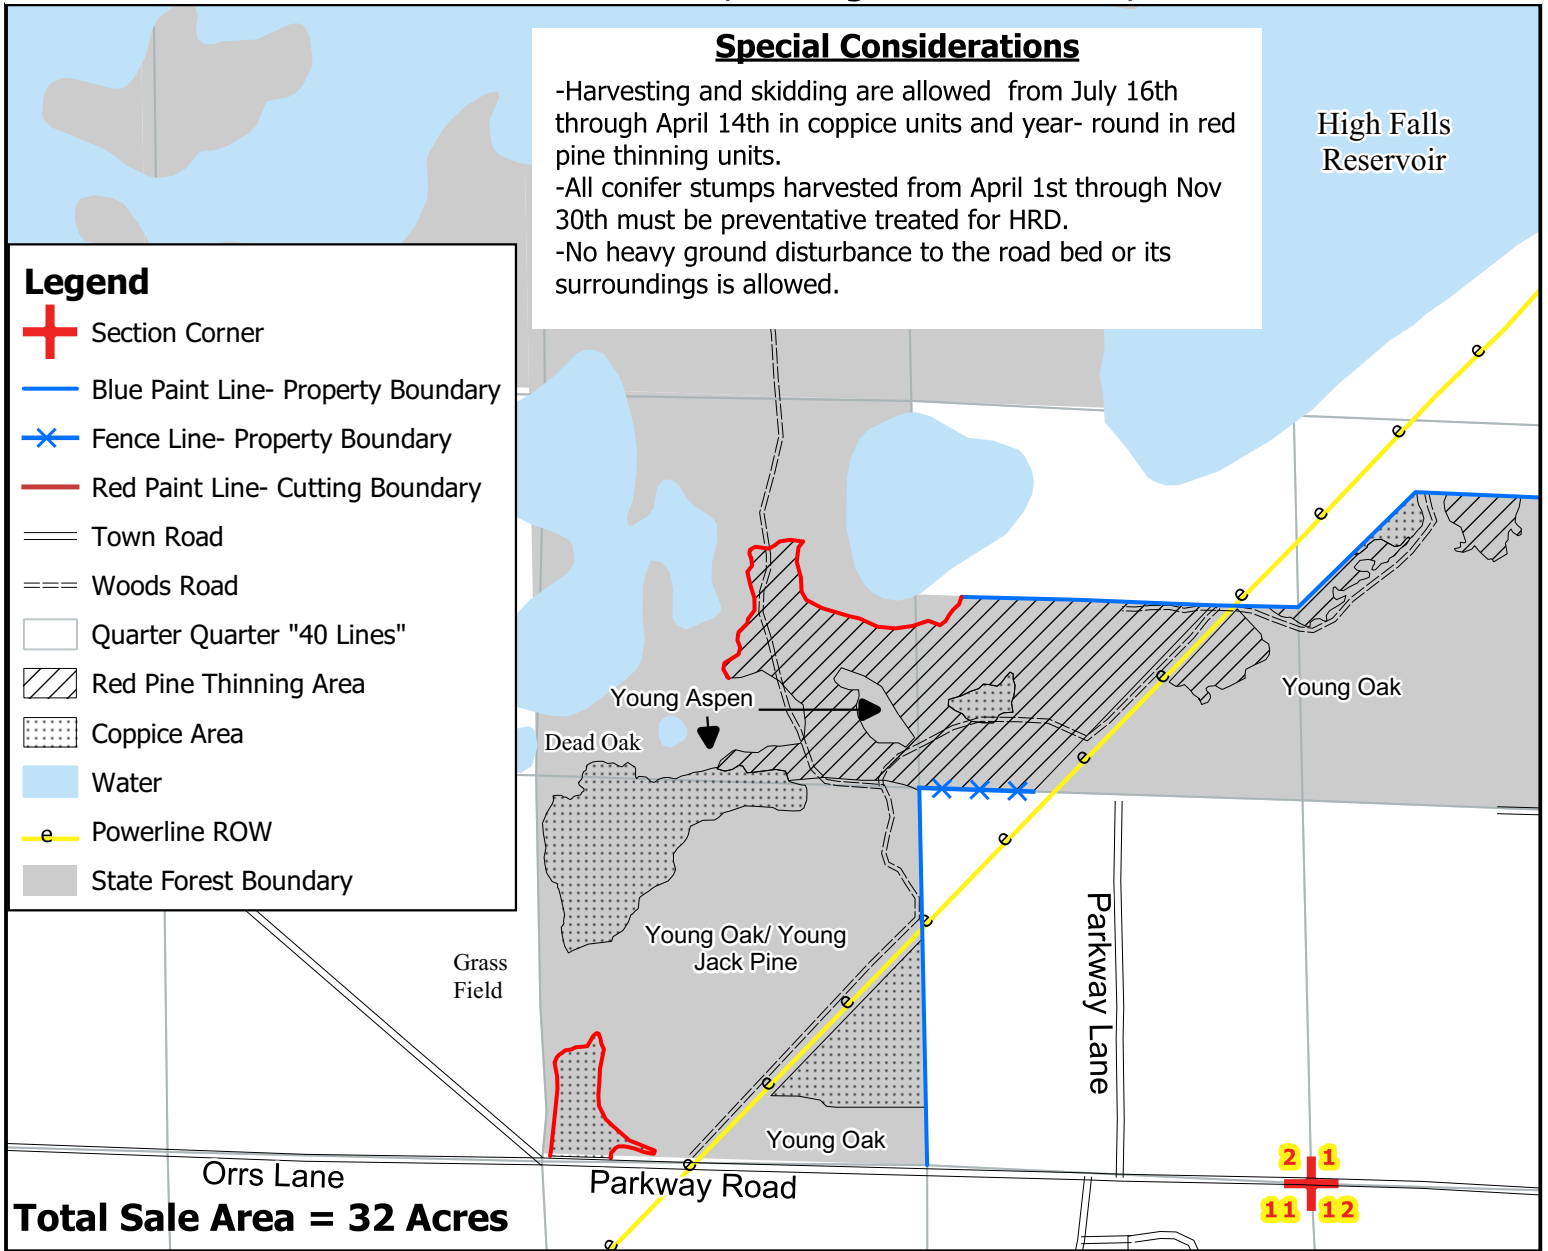 Special Considerations
-Harvesting and skidding are allowed from July 16th
through April 14th in coppice units and year- round in red
pine thinning units.
-All conifer stumps harvested from April 1st through Nov
30th must be preventative treated for HRD.
-No heavy ground disturbance to the road bed or its
surroundings is allowed.
High Falls
Reservoir
Legend
Section Corner
Blue Paint Line- Property Boundary
Fence Line- Property Boundary
Red Paint Line- Cutting Boundary
Town Road
Woods Road
Quarter Quarter "40 Lines"
Red Pine Thinning Area
Coppice Area
Water
e
Powerline ROW
State Forest Boundary
e
e
e
e
e
e
e
e
e
e
e
e
Young Aspen
Young Oak
Dead Oak
Young Oak/ Young
Jack Pine
Grass
Field
Parkway Lane
Young Oak
Orrs Lane
Parkway Road
2 1
11 12
Total Sale Area = 32 Acres